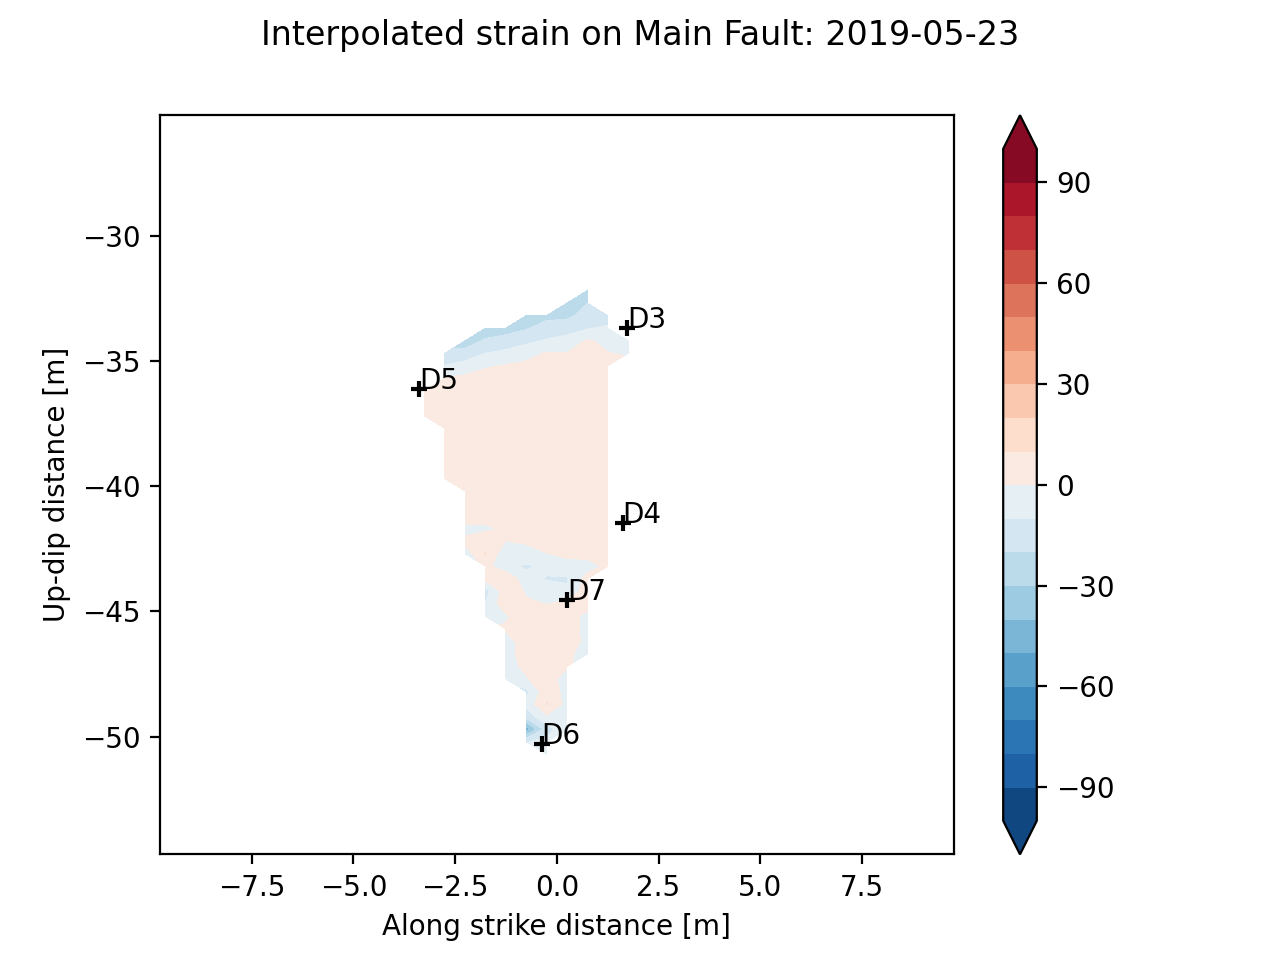 Interpolated strain on Main Fault: 2019-05-23
Up-dip distance [m]
−30
−35
−40
−45
−50
D3
D5
D4
D7
D6
−7.5 −5.0 −2.5 0.0 2.5 5.0 7.5
Along strike distance [m]
90
60
30
0
−30
−60
−90